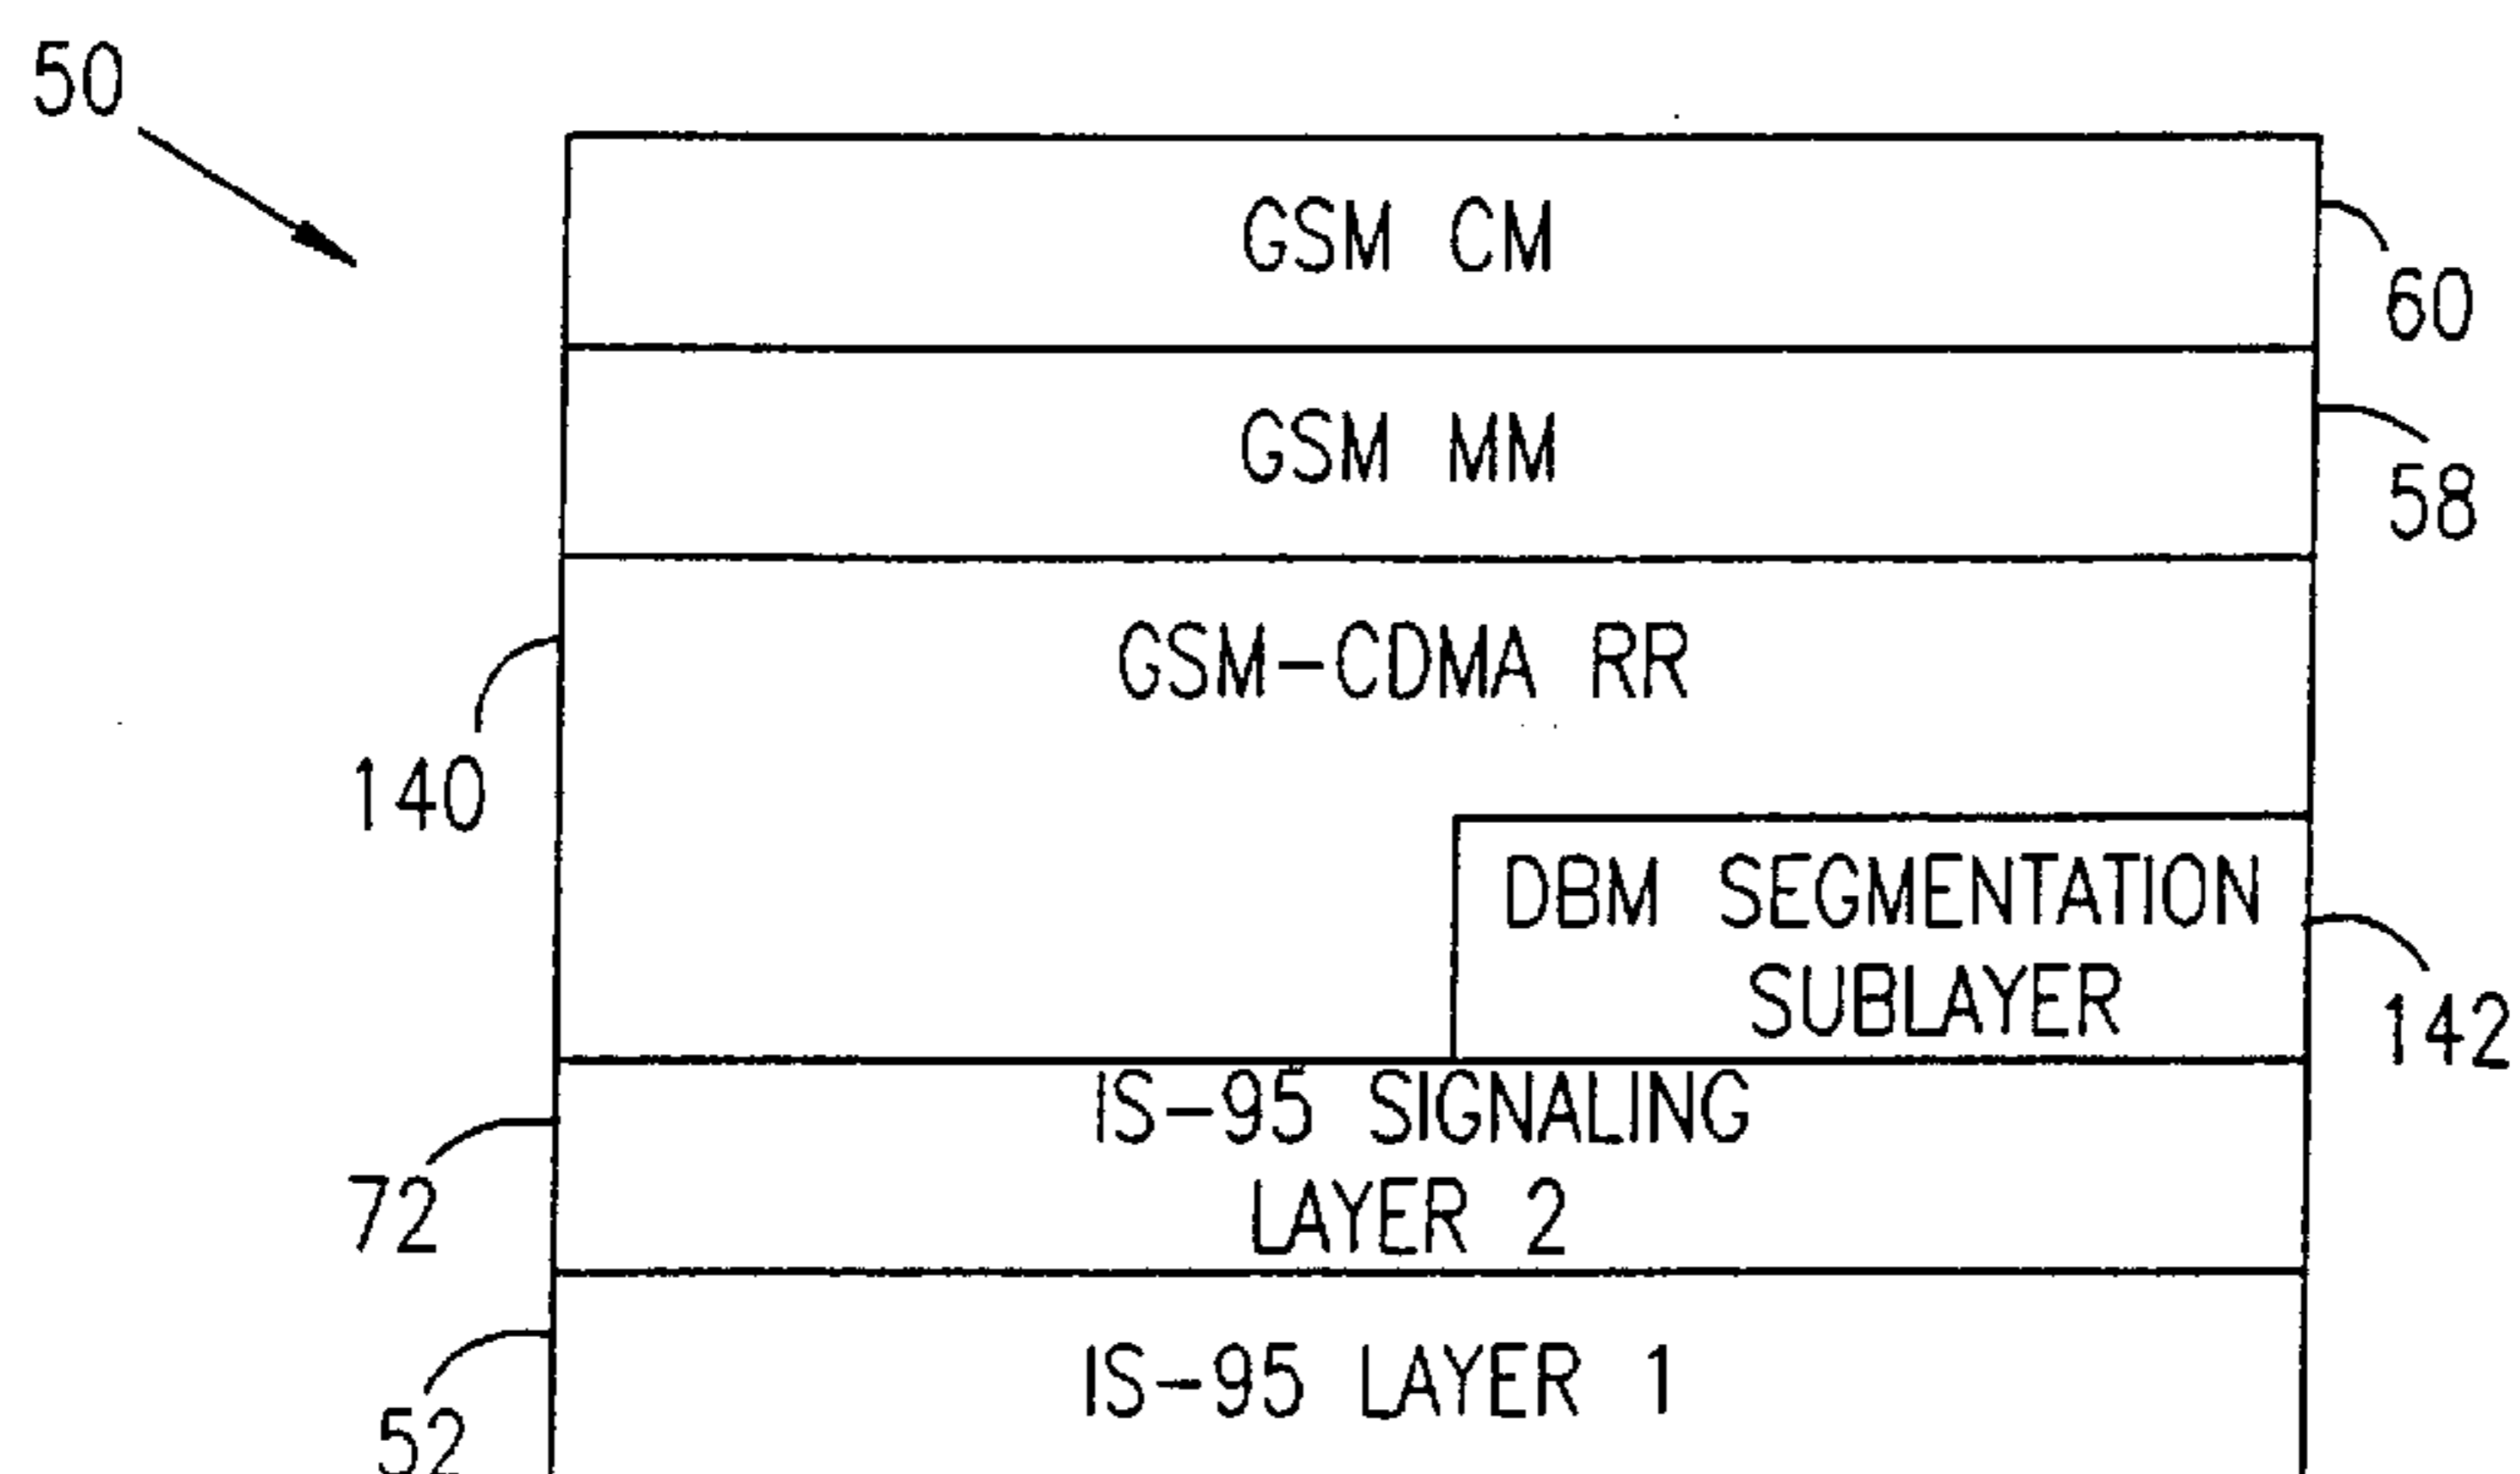 50
GSM CM
60
GSM MM
58
GSM-CDMA RR
140
DBM SEGMENTATION
SUBLAYER
142
IS-95 SIGNALING
LAYER 2
72
IS-95 LAYER 1
52